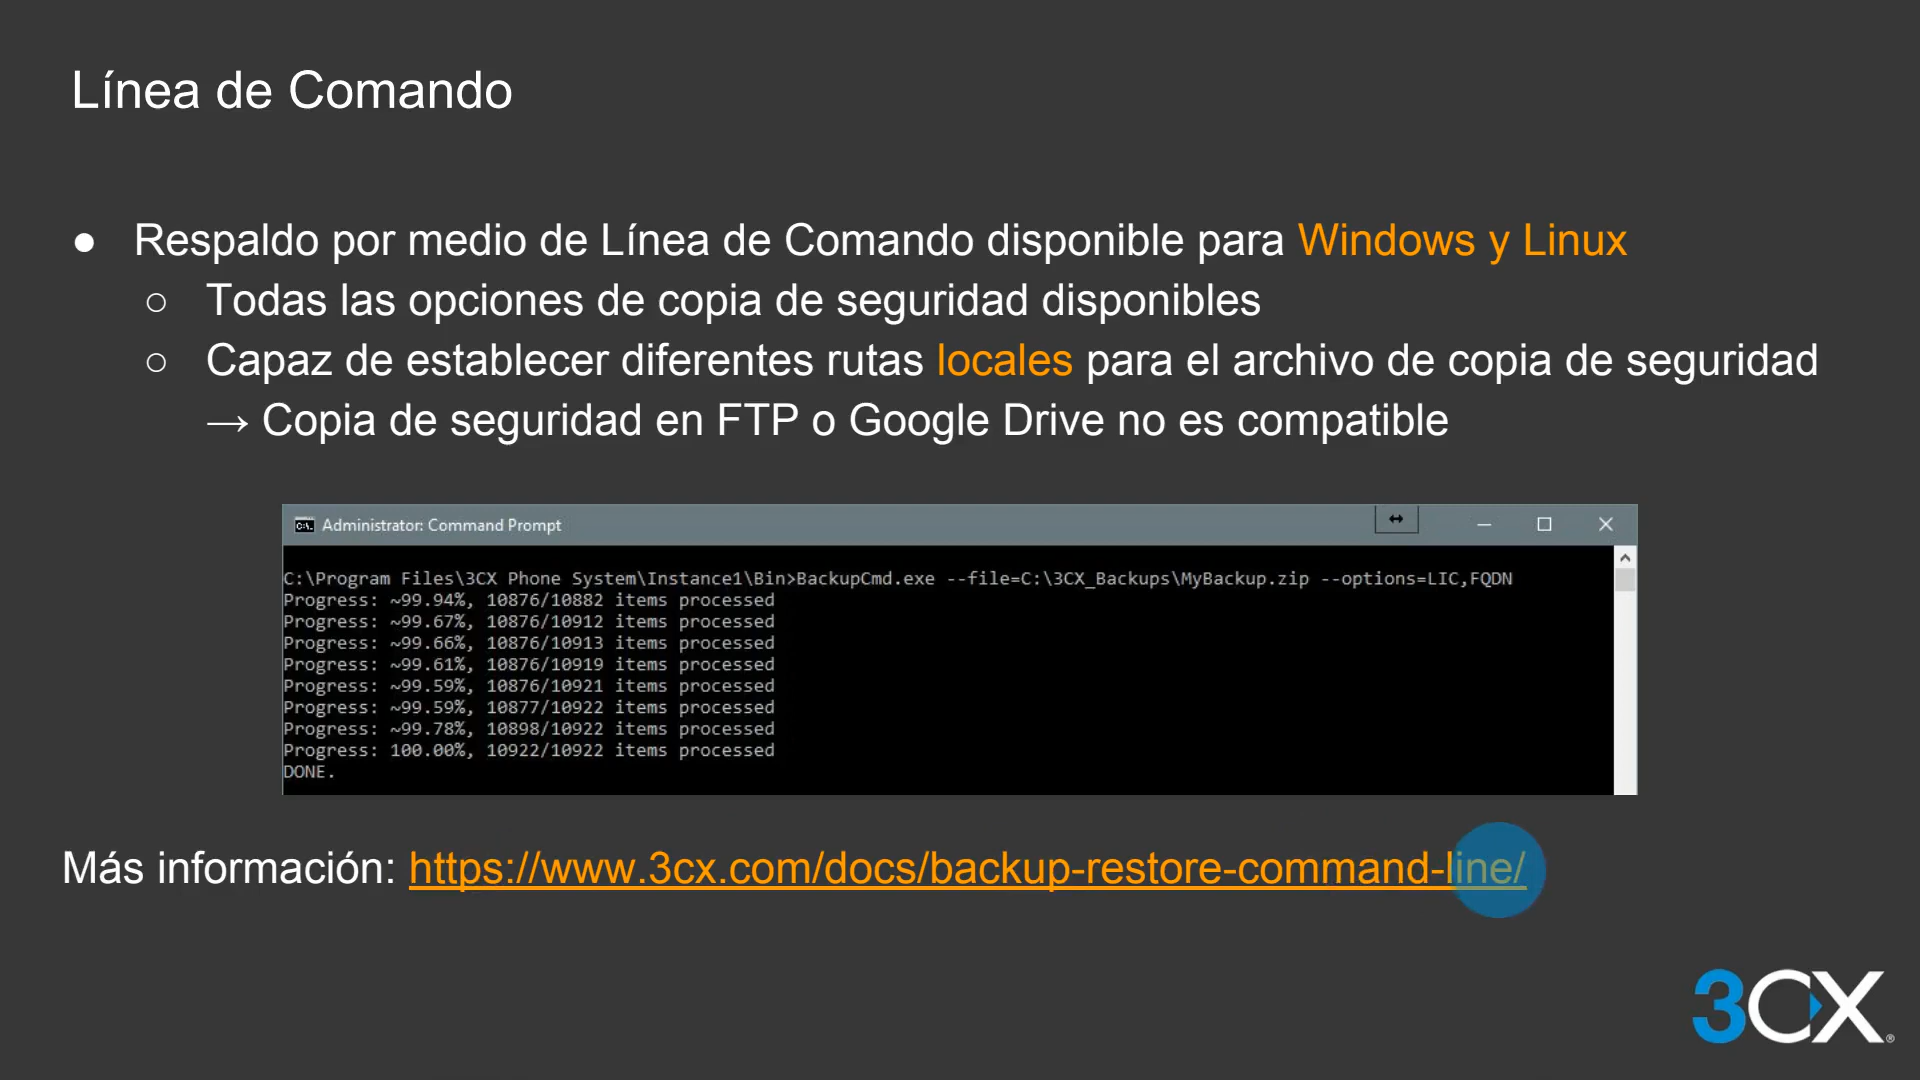 Línea de Comando
● Respaldo por medio de Línea de Comando disponible para Windows y Linux
○ Todas las opciones de copia de seguridad disponibles
○ Capaz de establecer diferentes rutas locales para el archivo de copia de seguridad
→ Copia de seguridad en FTP o Google Drive no es compatible
Administrator: Command Prompt
C:\Program Files\3CX Phone System\Instance1\Bin>BackupCmd.exe --file=C:\3CX_Backups\MyBackup.zip --options=LIC,FQDN
Progress: ~99.94%, 10876/10882 items processed
Progress: ~99.67%, 10876/10912 items processed
Progress: ~99.66%, 10876/10913 items processed
Progress: ~99.61%, 10876/10919 items processed
Progress: ~99.59%, 10876/10921 items processed
Progress: ~99.59%, 10877/10922 items processed
Progress: ~99.78%, 10898/10922 items processed
Progress: 100.00%, 10922/10922 items processed
DONE.
Más información: https://www.3cx.com/docs/backup-restore-command-line/
3CX®